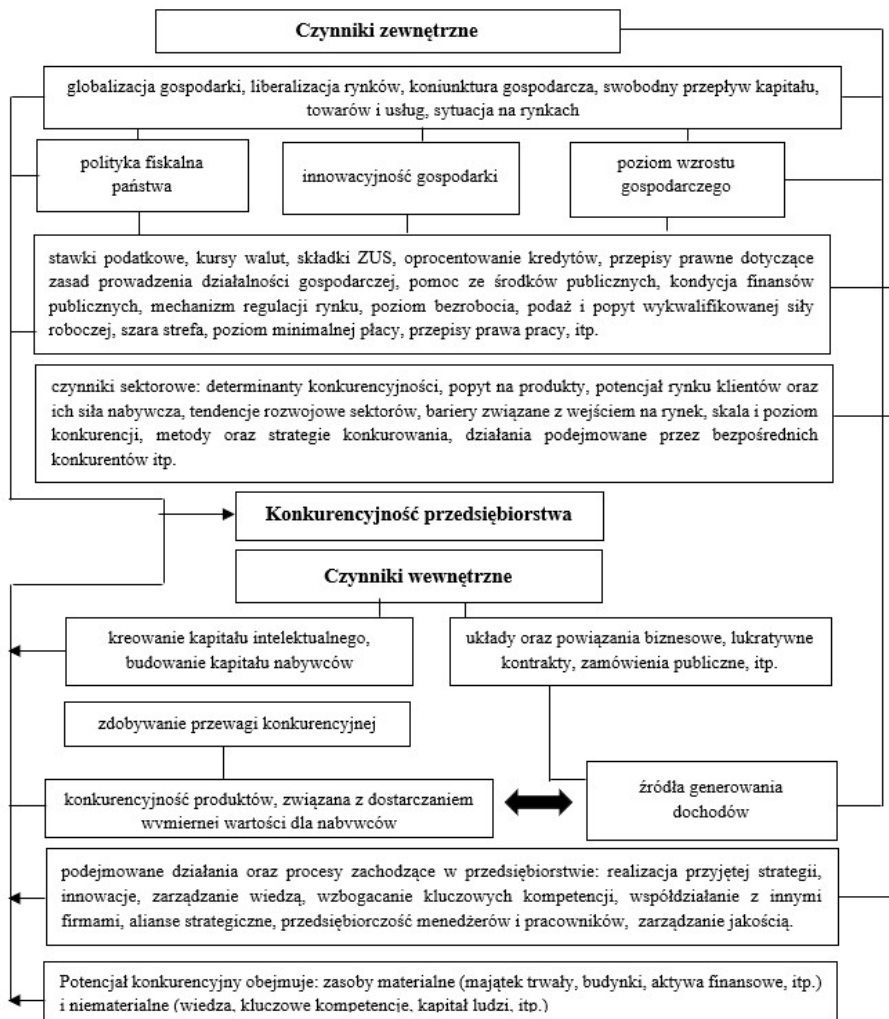 Czynniki zewnętrzne
globalizacja gospodarki, liberalizacja rynków, koniunktura gospodarcza, swobodny przepływ kapitału,
towarów i usług, sytuacja na rynkach
polityka fiskalna
państwa
innowacyjność gospodarki
poziom wzrostu
gospodarczego
stawki podatkowe, kursy walut, składki ZUS, oprocentowanie kredytów, przepisy prawne dotyczące
zasad prowadzenia działalności gospodarczej, pomoc ze środków publicznych, kondycja finansów
publicznych, mechanizm regulacji rynku, poziom bezrobocia, podaż i popyt wykwalifikowanej siły
roboczej, szara strefa, poziom minimalnej płacy, przepisy prawa pracy, itp.
czynniki sektorowe: determinanty konkurencyjności, popyt na produkty, potencjał rynku klientów oraz
ich siła nabywcza, tendencje rozwojowe sektorów, bariery związane z wejściem na rynek, skala i poziom
konkurencji, metody oraz strategie konkurowania, działania podejmowane przez bezpośrednich
konkurentów itp.
Konkurencyjność przedsiębiorstwa
Czynniki wewnętrzne
kreowanie kapitału intelektualnego,
budowanie kapitału nabywców
układy oraz powiązania biznesowe, lukratywne
kontrakty, zamówienia publiczne, itp.
zdobywanie przewagi konkurencyjnej
konkurencyjność produktów, związana z dostarczaniem
wymiernej wartości dla nabywców
źródła generowania
dochodów
podejmowane działania oraz procesy zachodzące w przedsiębiorstwie: realizacja przyjętej strategii,
innowacje, zarządzanie wiedzą, wzbogacanie kluczowych kompetencji, współdziałanie z innymi
firmami, alianse strategiczne, przedsiębiorczość menedżerów i pracowników, zarządzanie jakością.
Potencjał konkurencyjny obejmuje: zasoby materialne (majątek trwały, budynki, aktywa finansowe, itp.)
i niematerialne (wiedza, kluczowe kompetencje, kapitał ludzi, itp.)